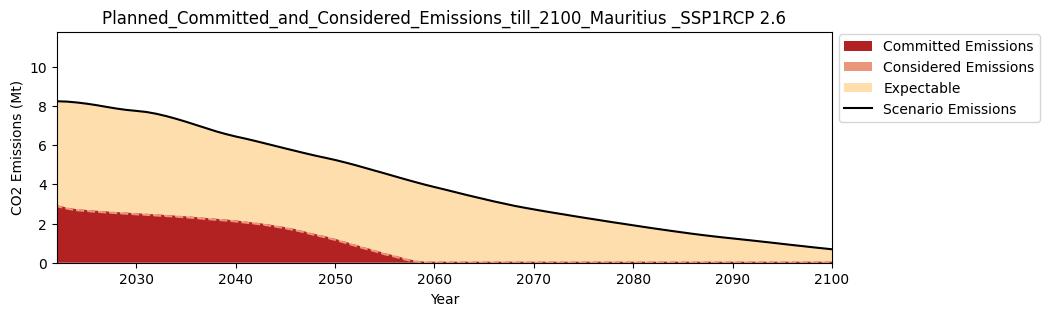 Planned_Committed_and_Considered_Emissions_till_2100_Mauritius _SSP1RCP 2.6
CO2 Emissions (Mt)
10
8
6
4
2
0
2030 2040 2050 2060 2070 2080 2090 2100
Year
Committed Emissions
Considered Emissions
Expectable
Scenario Emissions